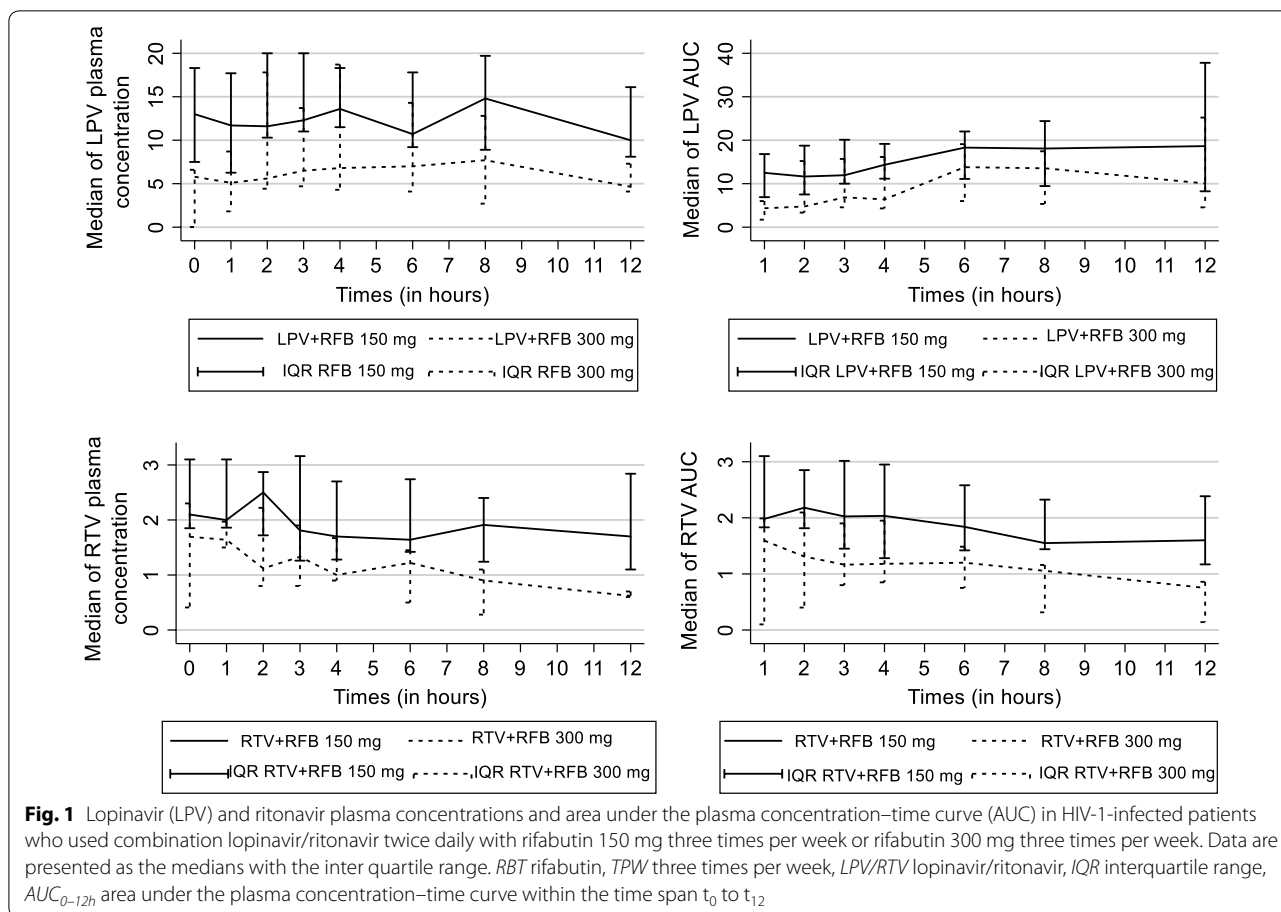 Median of LPV plasma
concentration
20
15
10
5
0
0 1 2 3 4 5 6 7 8 9 10 11 12
Times (in hours)
LPV+RFB 150 mg LPV+RFB 300 mg
IQR RFB 150 mg IQR RFB 300 mg
Median of LPV AUC
40
30
20
10
0
1 2 3 4 5 6 7 8 9 10 11 12
Times (in hours)
LPV+RFB 150 mg LPV+RFB 300 mg
IQR LPV+RFB 150 mg IQR LPV+RFB 300 mg
Median of RTV plasma
concentration
3
2
1
0
0 1 2 3 4 5 6 7 8 9 10 11 12
Times (in hours)
RTV+RFB 150 mg RTV+RFB 300 mg
IQR RTV+RFB 150 mg IQR RTV+RFB 300 mg
Median of RTV AUC
3
2
1
0
1 2 3 4 5 6 7 8 9 10 11 12
Times (in hours)
RTV+RFB 150 mg RTV+RFB 300 mg
IQR RTV+RFB 150 mg IQR RTV+RFB 300 mg
Fig. 1 Lopinavir (LPV) and ritonavir plasma concentrations and area under the plasma concentration–time curve (AUC) in HIV-1-infected patients
who used combination lopinavir/ritonavir twice daily with rifabutin 150 mg three times per week or rifabutin 300 mg three times per week. Data are
presented as the medians with the inter quartile range. RBT rifabutin, TPW three times per week, LPV/RTV lopinavir/ritonavir, IQR interquartile range,
AUC0–12h area under the plasma concentration–time curve within the time span t0 to t12